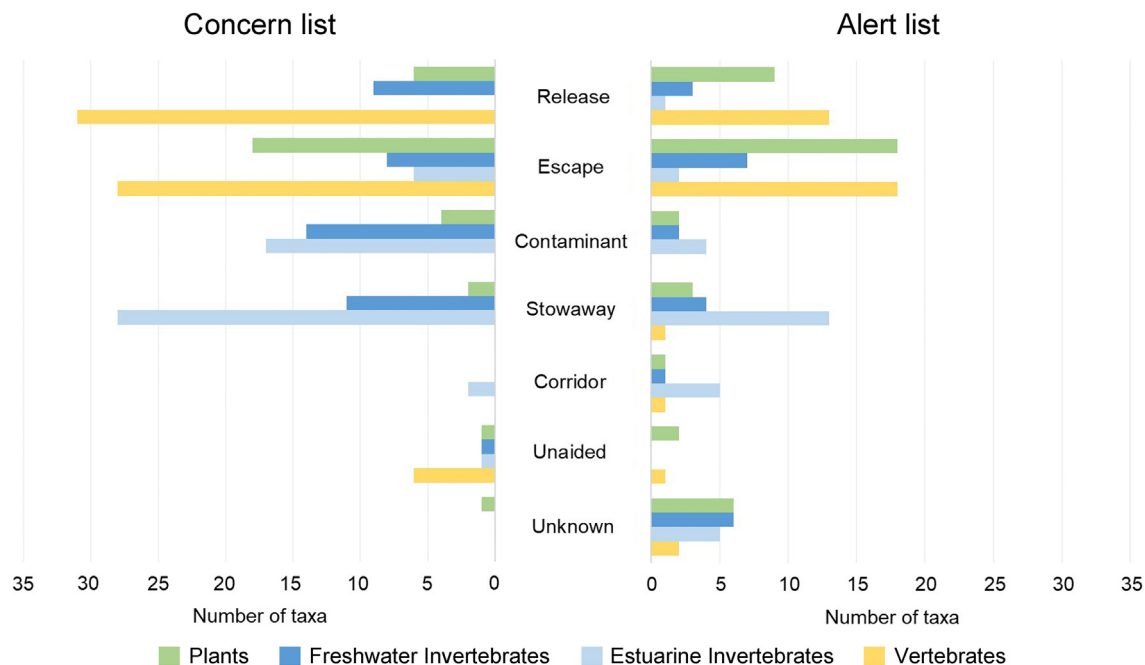 Concern list
Alert list
Release
Escape
Contaminant
Stowaway
Corridor
Unaided
Unknown
35 30 25 20 15 10 5 0
0 5 10 15 20 25 30 35
Number of taxa
Number of taxa
Plants Freshwater Invertebrates Estuarine Invertebrates Vertebrates